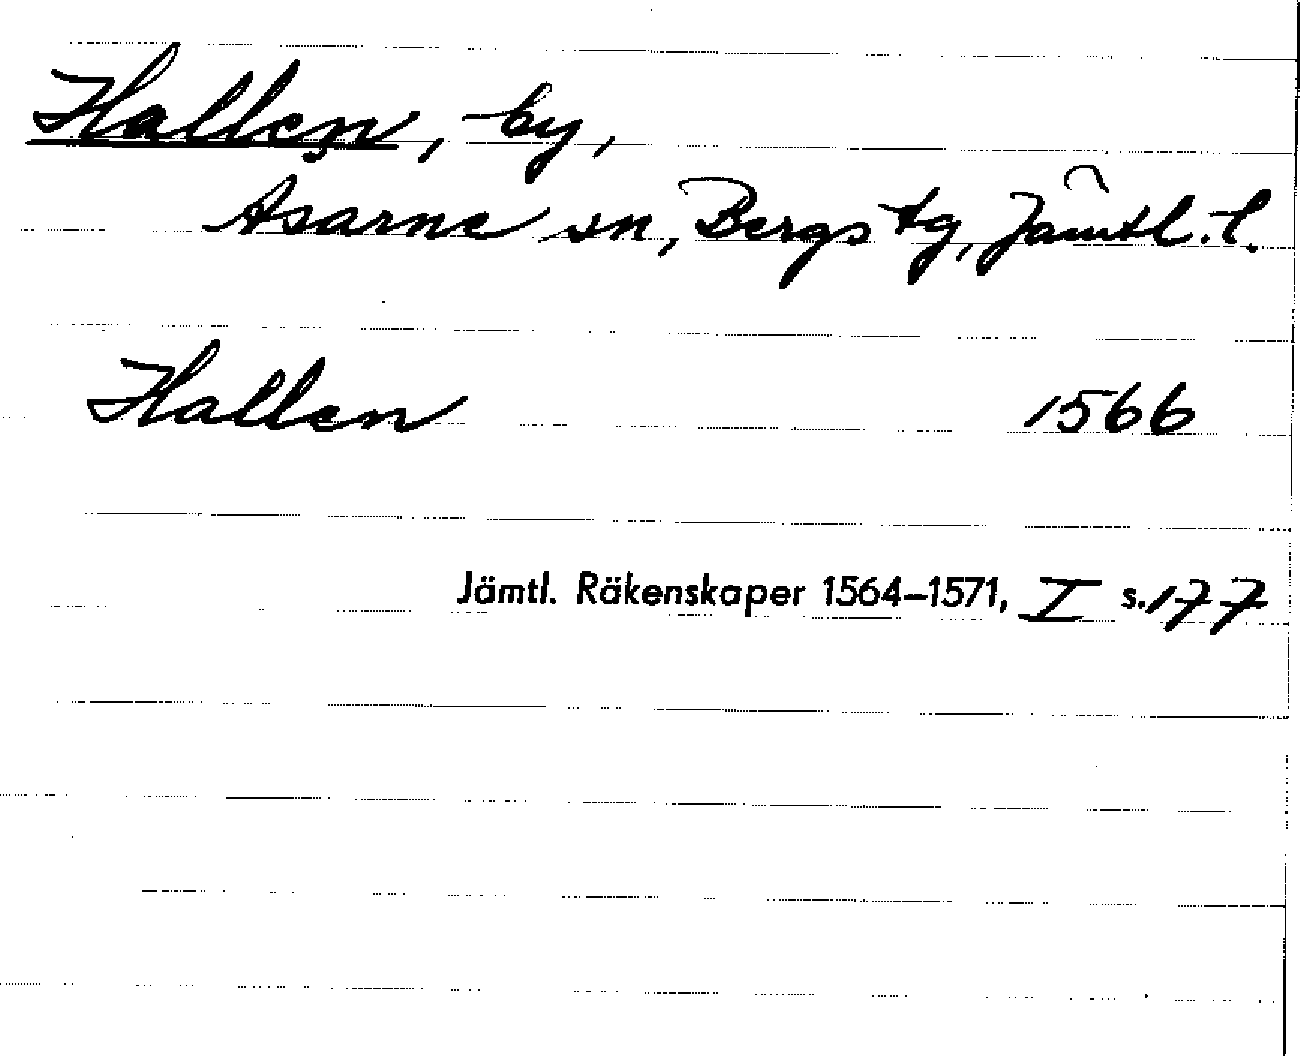 Hallen, by,
Åsarne sn, Bergs tg, Jämtl. l.
Hallen 1566
Jämtl. Räkenskaper 1564–1571, I s. 177